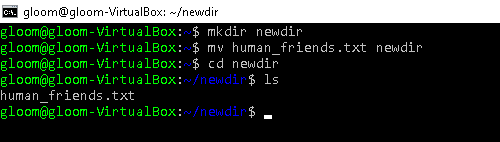 gloom@gloom-VirtualBox: ~/newdir
gloom@gloom-VirtualBox:~$ mkdir newdir
gloom@gloom-VirtualBox:~$ mv human_friends.txt newdir
gloom@gloom-VirtualBox:~$ cd newdir
gloom@gloom-VirtualBox:~/newdir$ ls
human_friends.txt
gloom@gloom-VirtualBox:~/newdir$